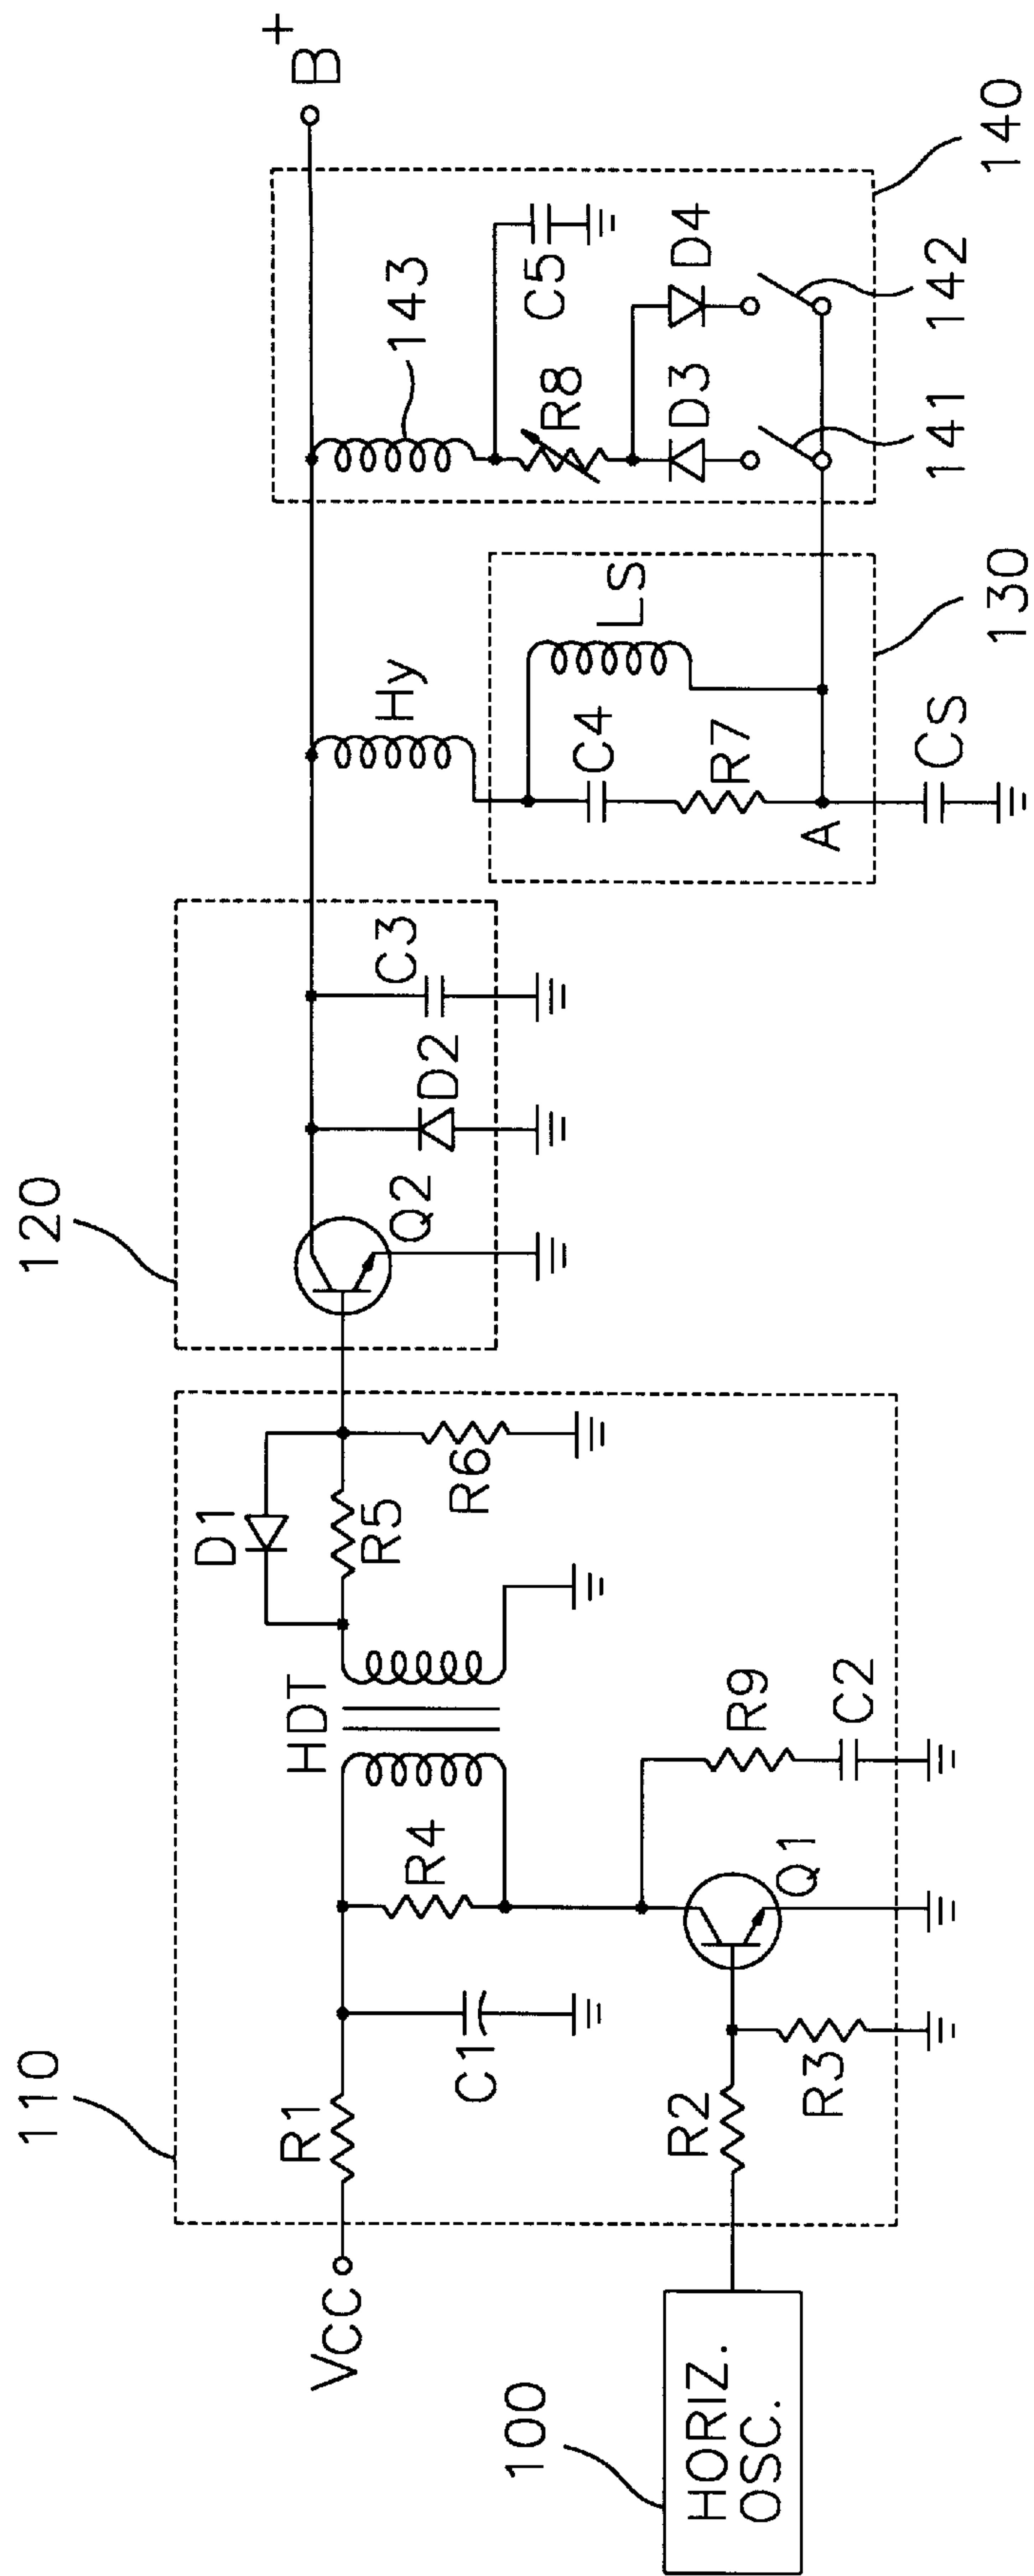 110
120
B+
VCC
R1
C1
R4
HDT
D1
R5
R6
Q2
D2
C3
Hy
143
C5
R8
D3
D4
141
142
140
LS
C4
R7
A
CS
130
100
HORIZ.
OSC.
R2
R3
Q1
R9
C2